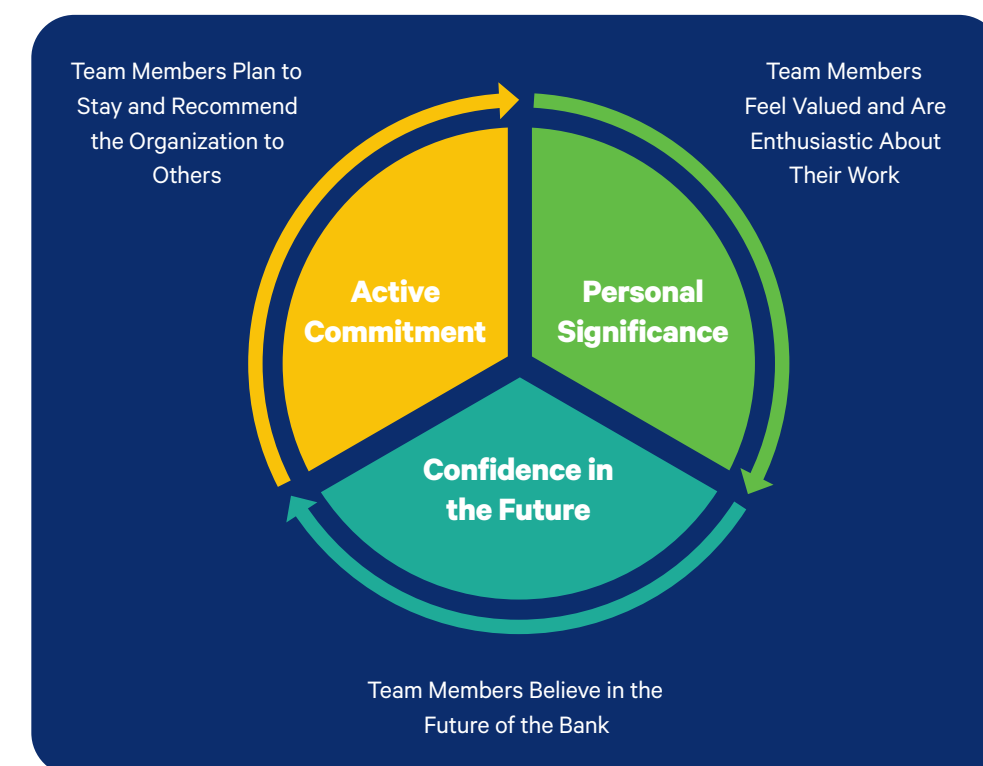 Team Members Plan to
Stay and Recommend
the Organization to
Others
Team Members
Feel Valued and Are
Enthusiastic About
Their Work
Active
Commitment
Personal
Significance
Confidence in
the Future
Team Members Believe in the
Future of the Bank